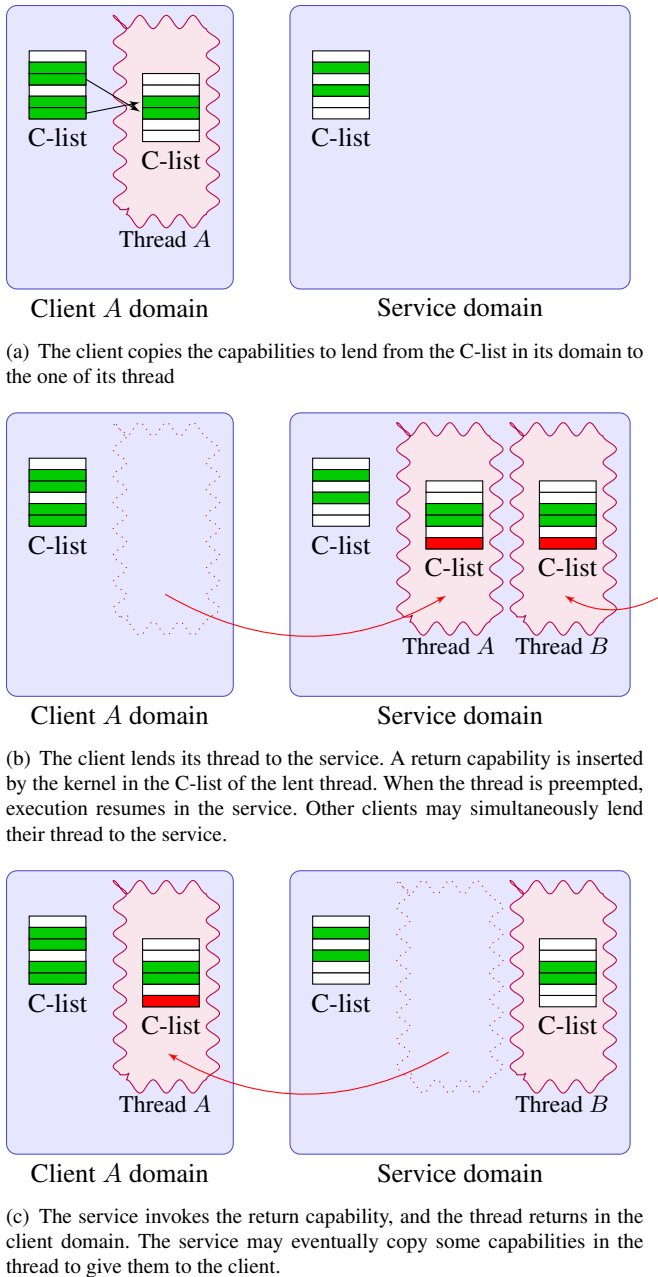 C-list
C-list
C-list
Thread A
Client A domain
Service domain
(a) The client copies the capabilities to lend from the C-list in its domain to
the one of its thread
C-list
C-list
C-list
C-list
Thread A
Thread B
Client A domain
Service domain
(b) The client lends its thread to the service. A return capability is inserted
by the kernel in the C-list of the lent thread. When the thread is preempted,
execution resumes in the service. Other clients may simultaneously lend
their thread to the service.
C-list
C-list
C-list
C-list
Thread A
Thread B
Client A domain
Service domain
(c) The service invokes the return capability, and the thread returns in the
client domain. The service may eventually copy some capabilities in the
thread to give them to the client.